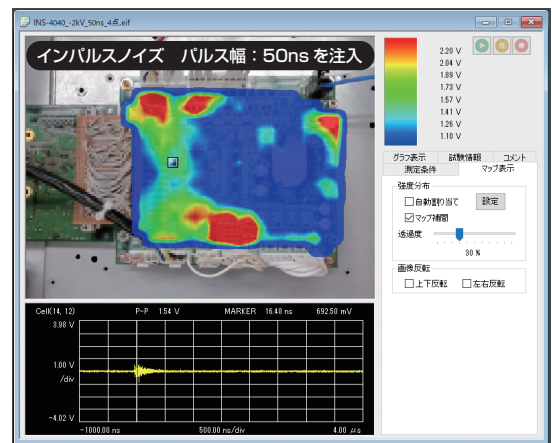 INS-4040_-2kV_50ns_4点.eif
インパルスノイズ パルス幅：50nsを注入
2.20 V
2.04 V
1.89 V
1.73 V
1.57 V
1.41 V
1.26 V
1.10 V
グラフ表示 試験情報 コメント
測定条件 マップ表示
強度分布
自動割り当て 設定
マップ補間
透過度
30 %
画像反転
上下反転 左右反転
Cell(14, 12) P-P 1.54 V MARKER 16.48 ns 692.50 mV
3.98 V
1.00 V
/div
-4.02 V
-1000.00 ns 500.00 ns/div 4.00 μs